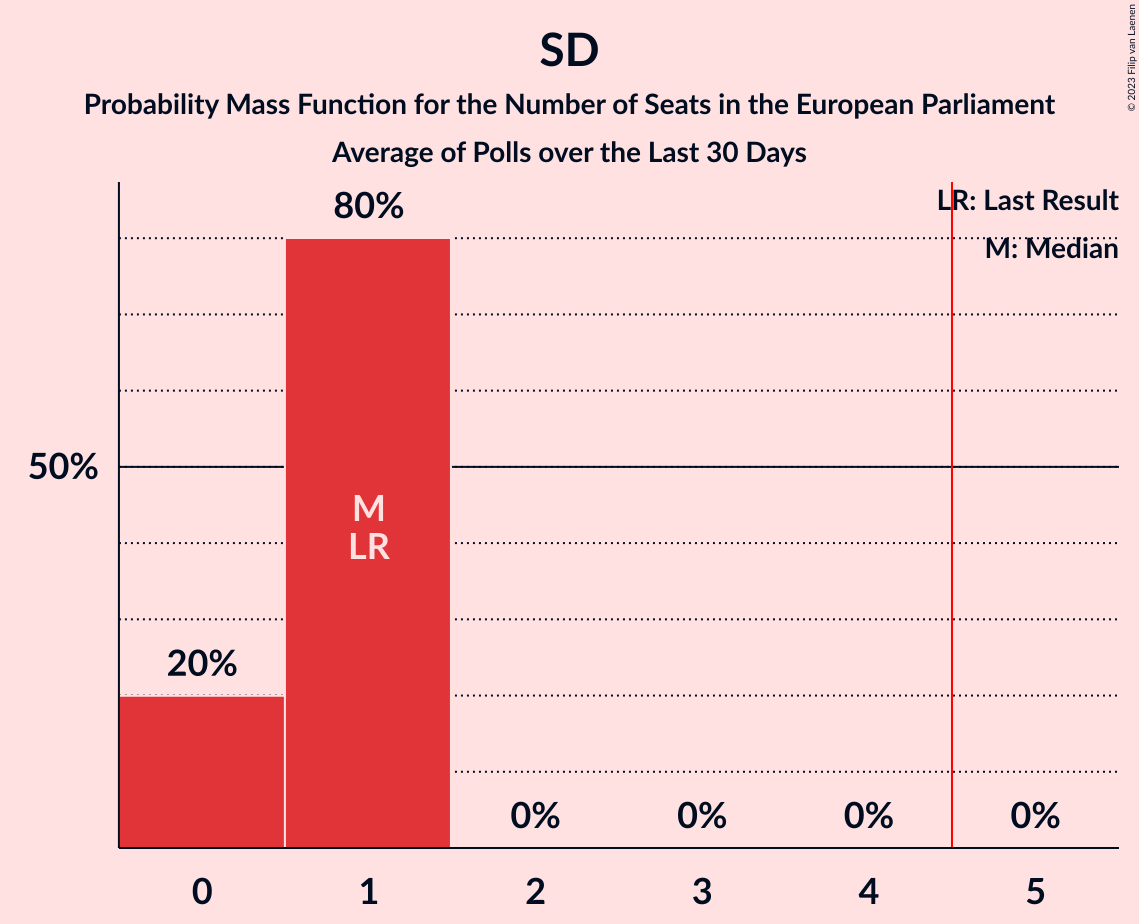 SD
Probability Mass Function for the Number of Seats in the European Parliament
Average of Polls over the Last 30 Days
© 2023 Filip van Laenen
LR: Last Result
M: Median
80%
50%
M
LR
20%
0%
0%
0%
0%
0
1
2
3
4
5